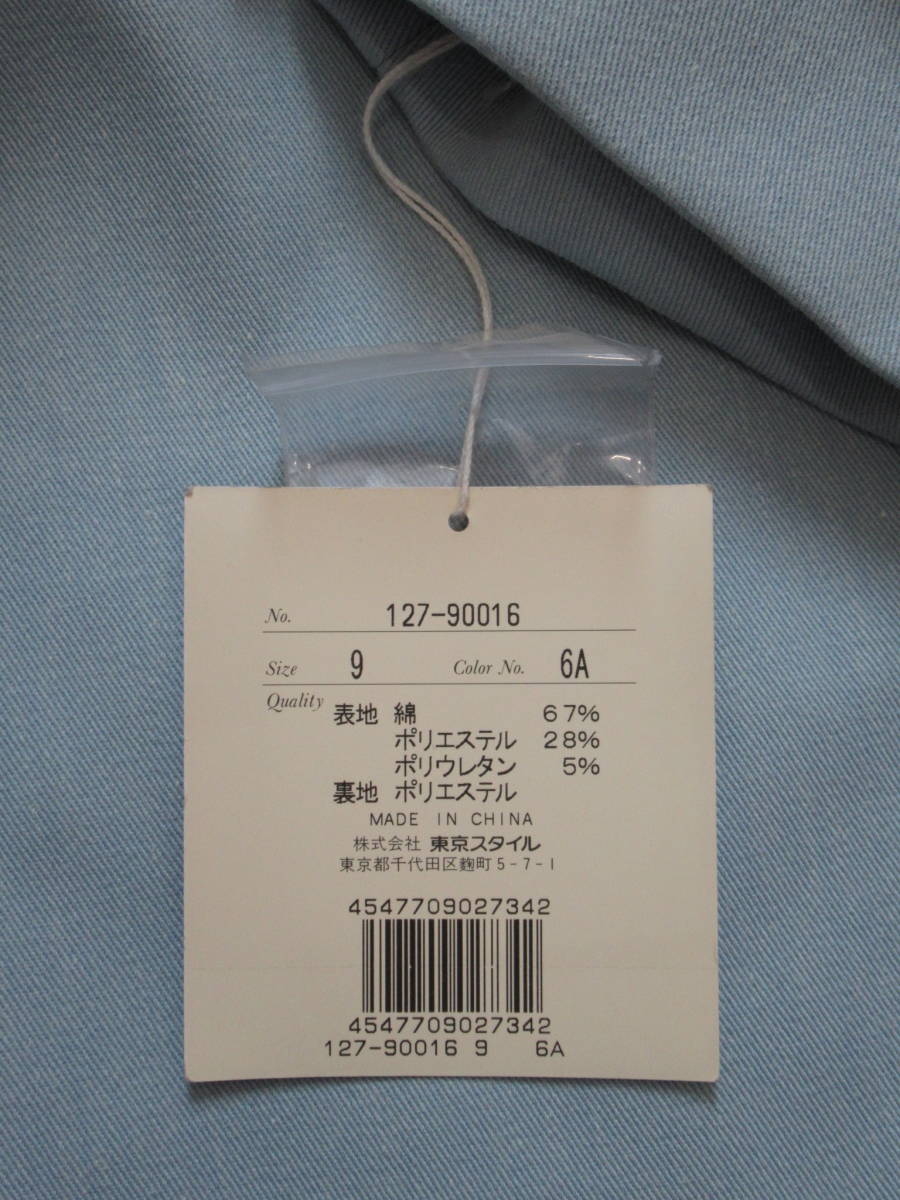 No. 127-90016
Size 9 Color No. 6A
Quality 表地 綿 67%
ポリエステル 28%
ポリウレタン 5%
裏地 ポリエステル
MADE IN CHINA
株式会社 東京スタイル
東京都千代田区麹町5-7-1
4547709027342
4547709027342
127-90016 9 6A